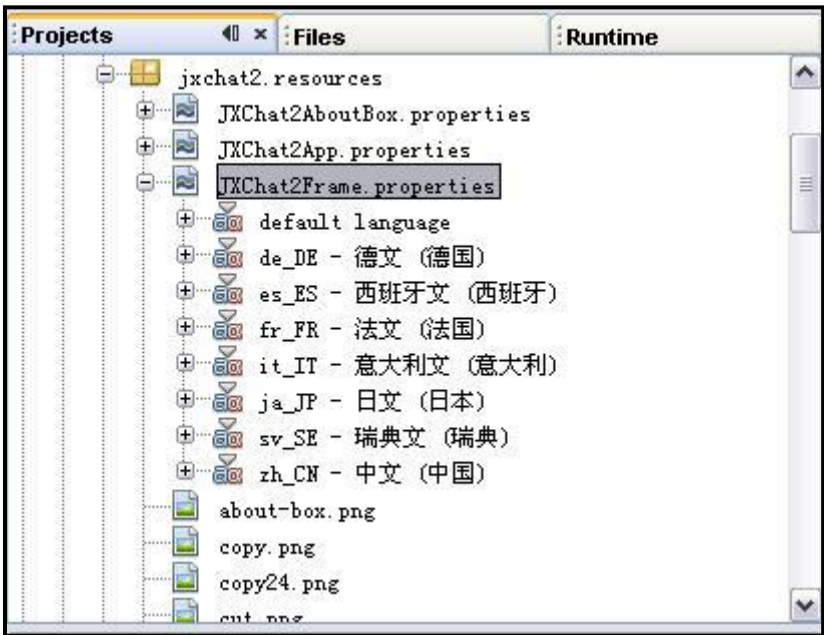 Projects Files Runtime
jxchat2.resources
JXChat2AboutBox.properties
JXChat2App.properties
JXChat2Frame.properties
default language
de_DE - 德文 (德国)
es_ES - 西班牙文 (西班牙)
fr_FR - 法文 (法国)
it_IT - 意大利文 (意大利)
ja_JP - 日文 (日本)
sv_SE - 瑞典文 (瑞典)
zh_CN - 中文 (中国)
about-box.png
copy.png
copy24.png
cut.png